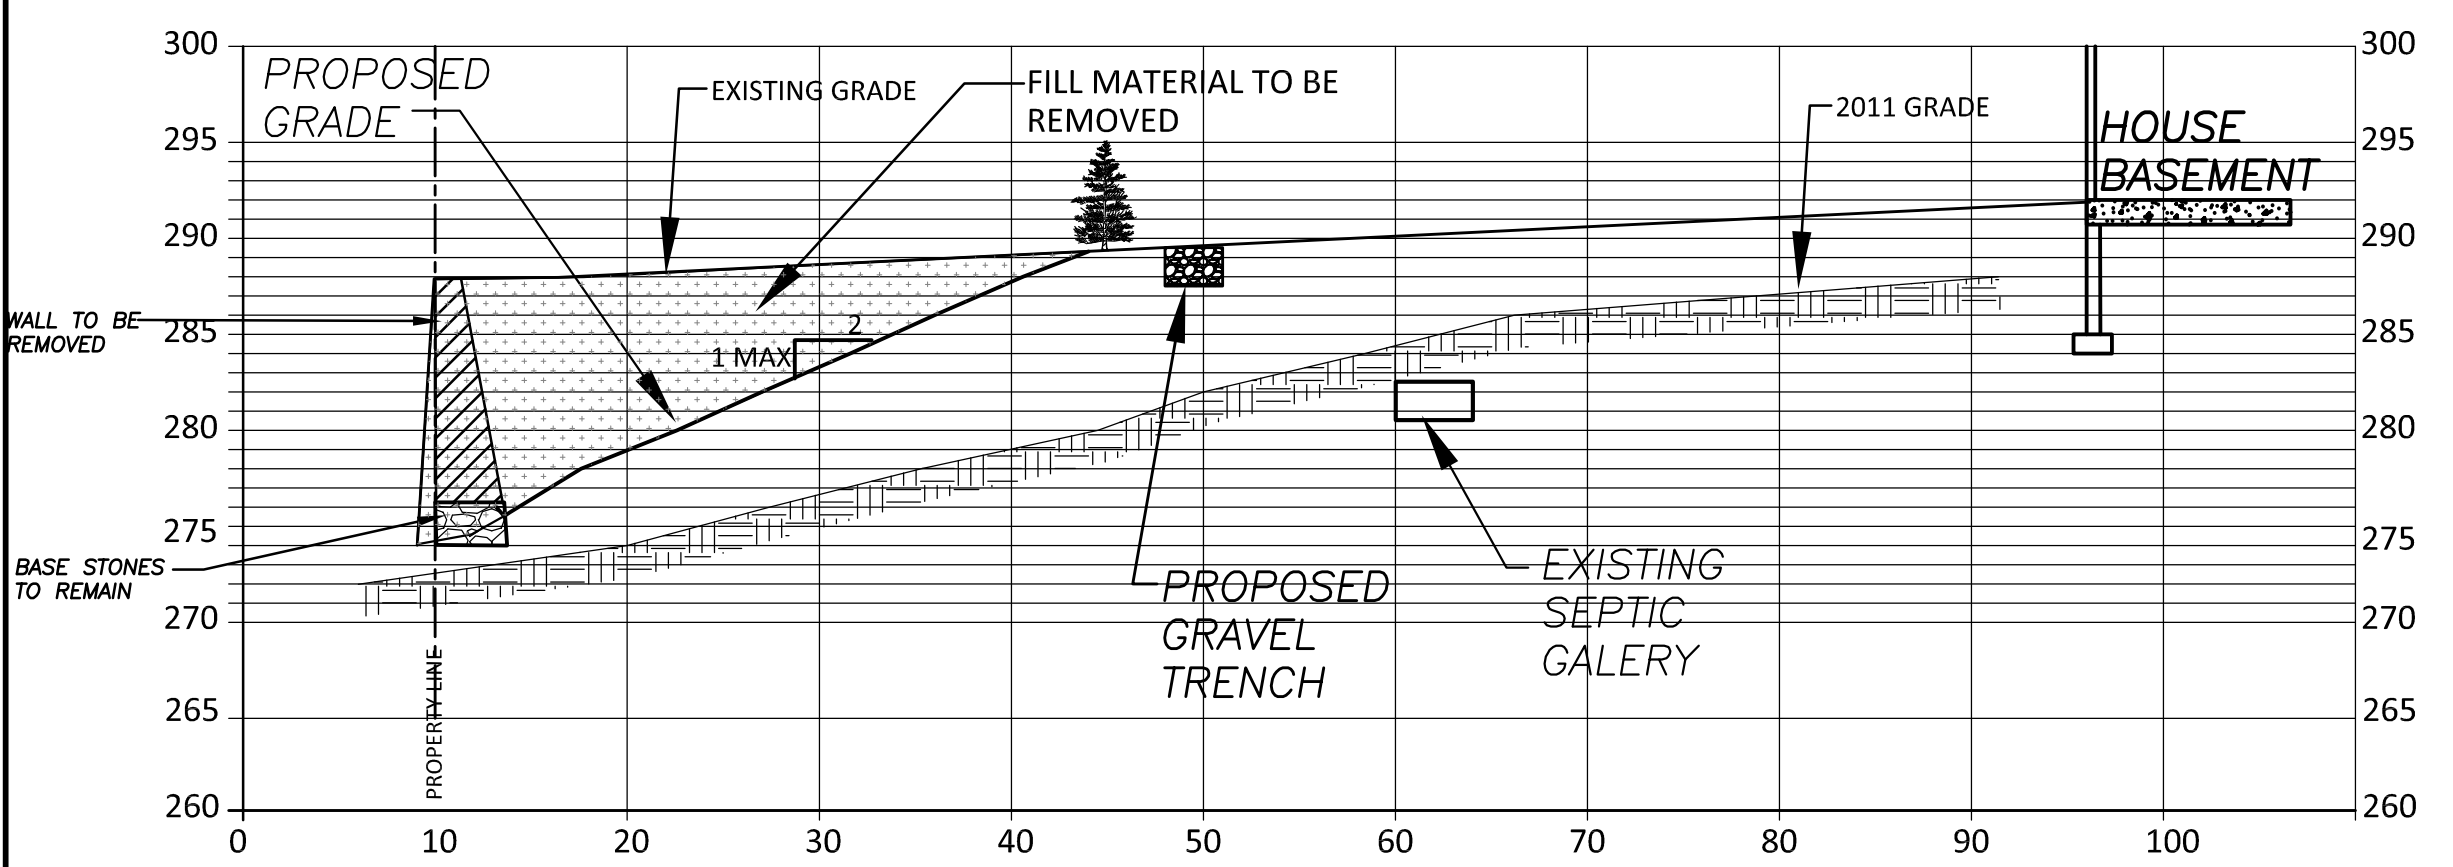 300
300
PROPOSED
GRADE
EXISTING GRADE
FILL MATERIAL TO BE
REMOVED
2011 GRADE
HOUSE
BASEMENT
295
295
290
290
WALL TO BE
REMOVED
285
285
2
1 MAX
280
280
275
275
BASE STONES
TO REMAIN
PROPOSED
GRAVEL
TRENCH
EXISTING
SEPTIC
GALERY
270
270
PROPERTY LINE
265
265
260
260
0 10 20 30 40 50 60 70 80 90 100